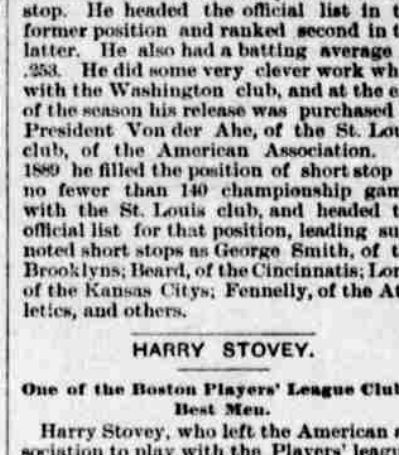 stop. He headed the official list in t
former position and ranked second in t
latter. He also had a batting average
.253. He did some very clever work wh
with the Washington club, and at the e
of the season his release was purchased
President Von der Ahe, of the St. Lou
club, of the American Association.
1889 he filled the position of short stop
no fewer than 140 championship gam
with the St. Louis club, and headed t
official list for that position, leading su
noted short stops as George Smith, of t
Brooklyns; Beard, of the Cincinnatis; Lon
of the Kansas Citys; Fennelly, of the At
letics, and others.
HARRY STOVEY.
One of the Boston Players' League Club
Best Men.
Harry Stovey, who left the American a
sociation to play with the Players' leagu